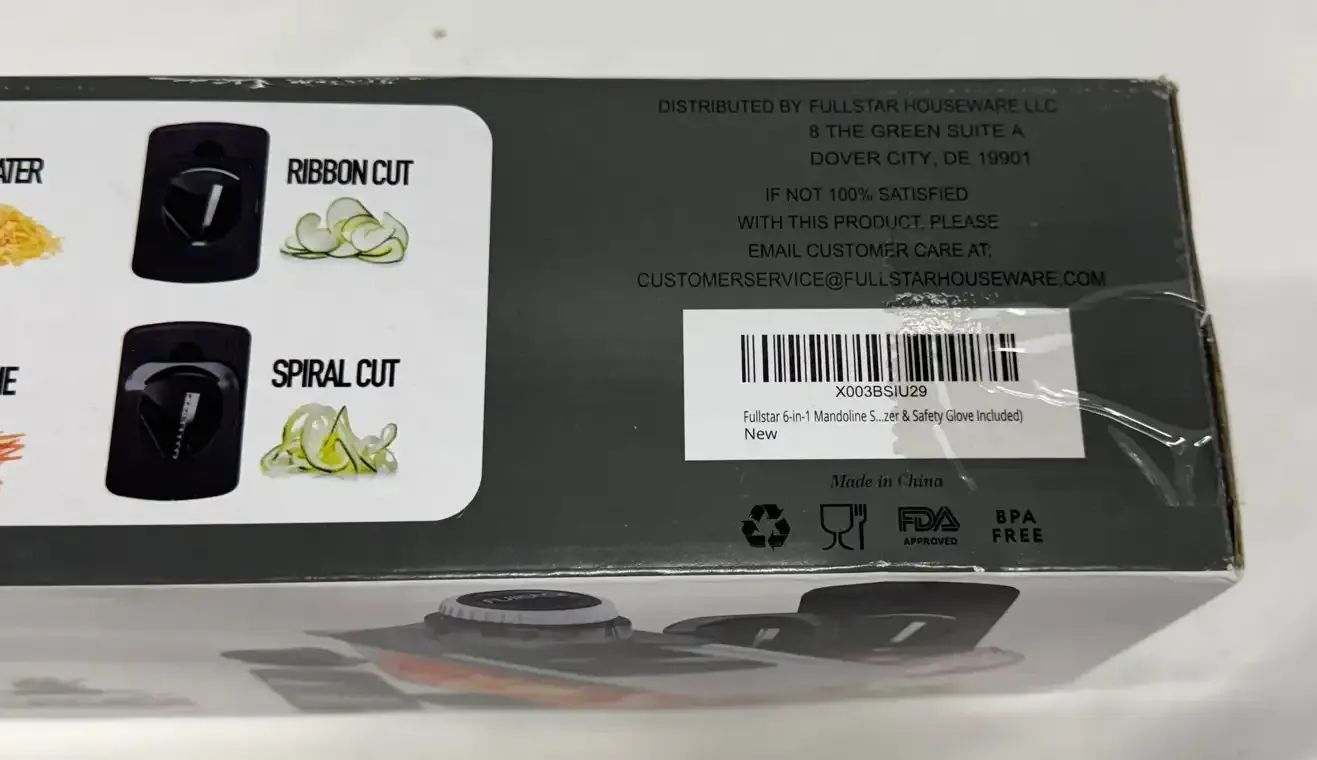 ATER
RIBBON CUT
SPIRAL CUT
DISTRIBUTED BY FULLSTAR HOUSEWARE LLC
8 THE GREEN SUITE A
DOVER CITY, DE 19901
IF NOT 100% SATISFIED
WITH THIS PRODUCT, PLEASE
EMAIL CUSTOMER CARE AT:
CUSTOMERSERVICE@FULLSTARHOUSEWARE.COM
X003BSIU29
Fullstar 6-in-1 Mandoline S...zer & Safety Glove Included)
New
Made in China
FDA
APPROVED
BPA
FREE